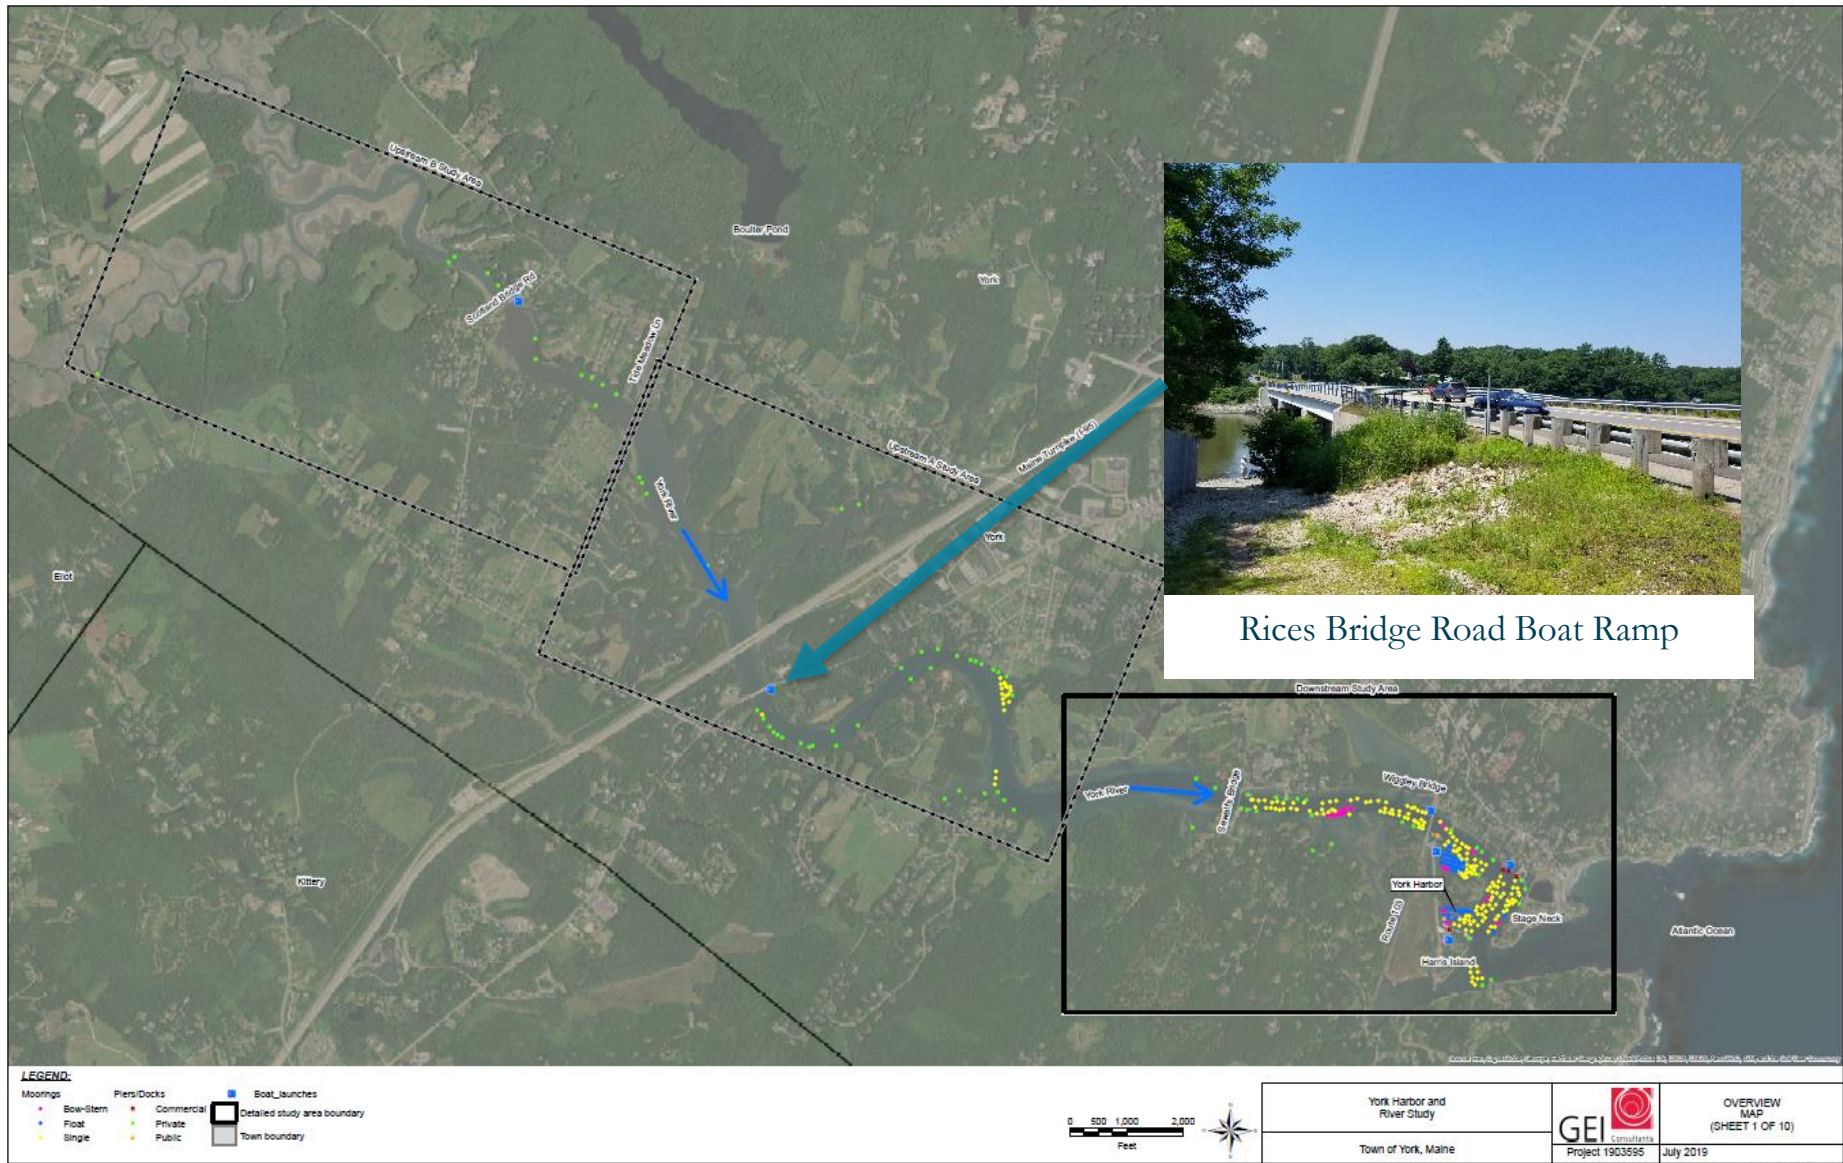 Upstream B Study Area
Boulter Pond
York
Scotland Bridge Rd
Tide Meadow Ln
Maine Turnpike (I-95)
Upstream A Study Area
York River
York
Eliot
Rices Bridge Road Boat Ramp
Downstream Study Area
Wiggley Bridge
York River
Sewalls Bridge
Kittery
York Harbor
Route 103
Stage Neck
Atlantic Ocean
Harris Island
LEGEND:
Moorings
Bow-Stern
Float
Single
Piers/Docks
Commercial
Private
Public
Boat_launches
Detailed study area boundary
Town boundary
0 500 1,000 2,000
Feet
York Harbor and
River Study
Town of York, Maine
GEI
Consultants
Project 1903595
July 2019
OVERVIEW
MAP
(SHEET 1 OF 10)